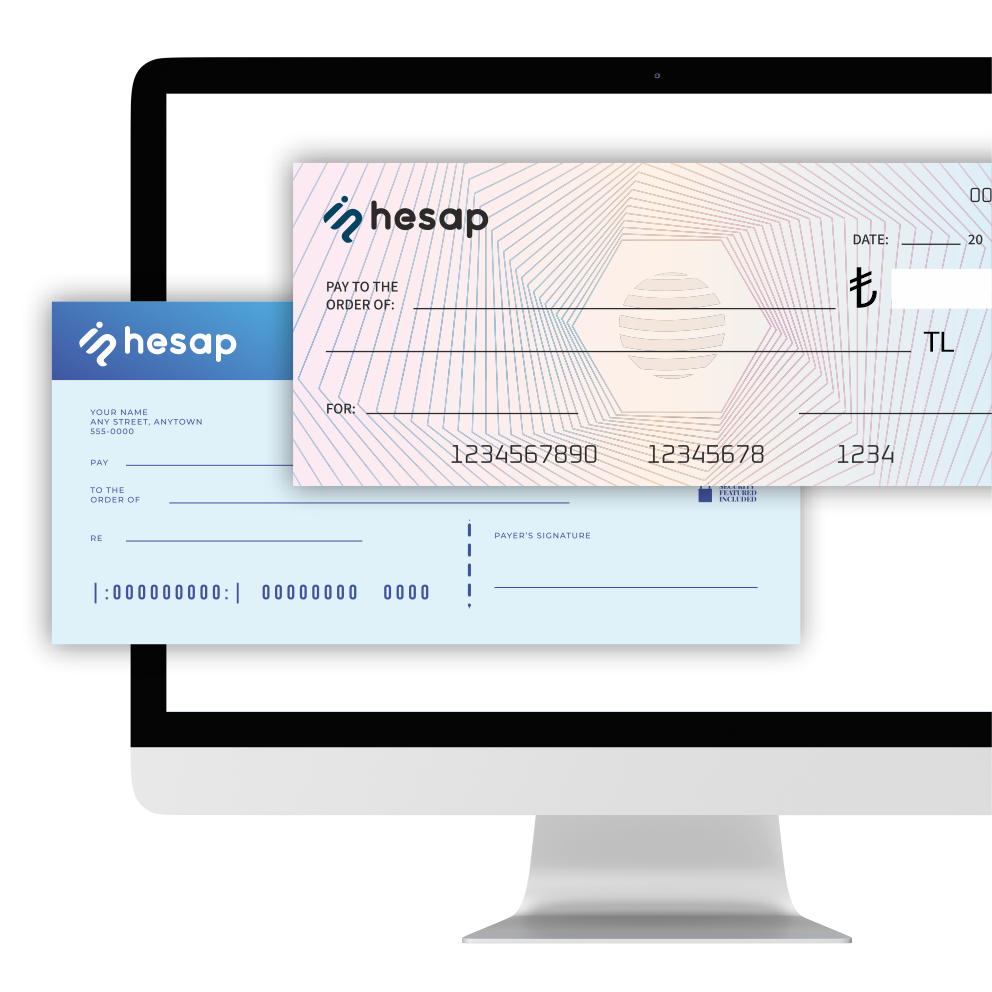 hesap
00
DATE: 20
PAY TO THE
ORDER OF:
₺
TL
FOR:
1234567890 12345678 1234
hesap
YOUR NAME
ANY STREET, ANYTOWN
555-0000
PAY
TO THE
ORDER OF
SECURITY
FEATURED
INCLUDED
RE
PAYER'S SIGNATURE
|:000000000:| 00000000 0000